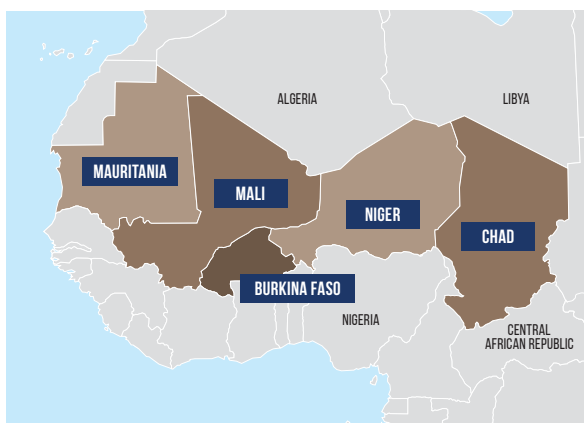 ALGERIA
LIBYA
MAURITANIA
MALI
NIGER
CHAD
BURKINA FASO
NIGERIA
CENTRAL
AFRICAN REPUBLIC